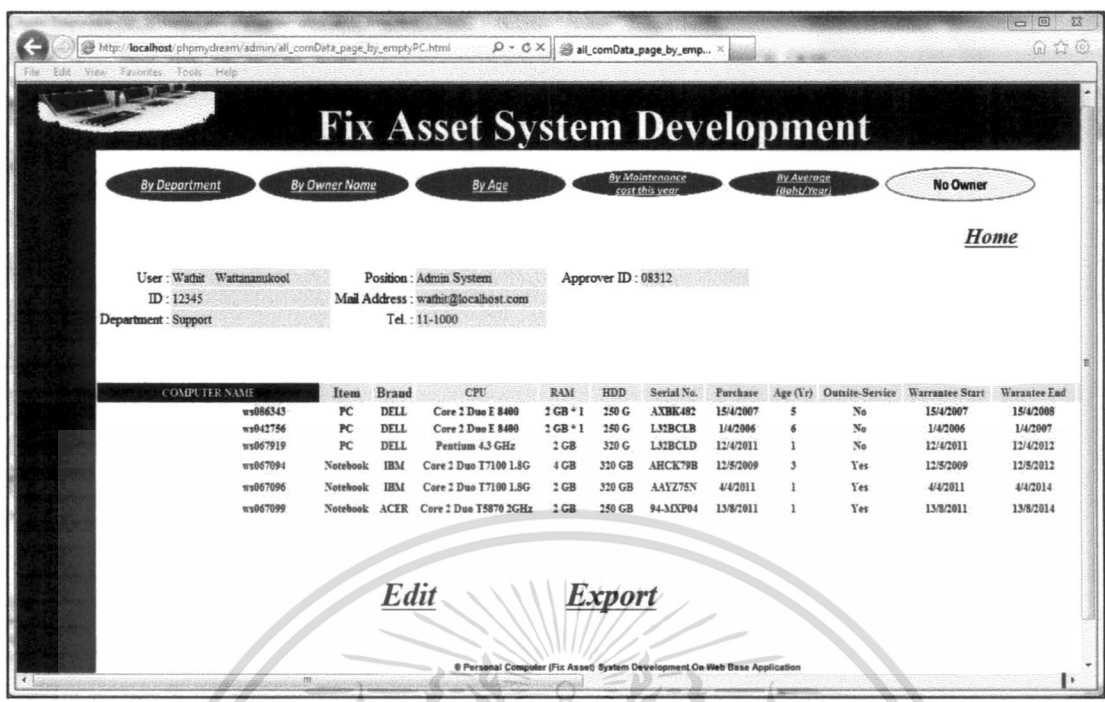 http://localhost/phpmydream/admin/all_comData_page_by_emptyPC.html all_comData_page_by_emp...
File Edit View Favorites Tools Help
Fix Asset System Development
By Department By Owner Name By Age By Maintenance cost this year By Average (Baht/Year) No Owner
Home
User : Wathit Wattananukool Position : Admin System Approver ID : 08312
ID : 12345 Mail Address : wathit@localhost.com
Department : Support Tel. : 11-1000
COMPUTER NAME Item Brand CPU RAM HDD Serial No. Purchase Age (Yr) Outsite-Service Warrantee Start Warantee End
ws086343 PC DELL Core 2 Duo E 8400 2 GB * 1 250 G AXBK482 15/4/2007 5 No 15/4/2007 15/4/2008
ws042756 PC DELL Core 2 Duo E 8400 2 GB * 1 250 G L32BCLB 1/4/2006 6 No 1/4/2006 1/4/2007
ws067919 PC DELL Pentium 4.3 GHz 2 GB 320 G L32BCLD 12/4/2011 1 No 12/4/2011 12/4/2012
ws067094 Notebook IBM Core 2 Duo T7100 1.8G 4 GB 320 GB AHCK79B 12/5/2009 3 Yes 12/5/2009 12/5/2012
ws067096 Notebook IBM Core 2 Duo T7100 1.8G 2 GB 320 GB AAYZ75N 4/4/2011 1 Yes 4/4/2011 4/4/2014
ws067099 Notebook ACER Core 2 Duo T5870 2GHz 2 GB 250 GB 94-MXP04 13/8/2011 1 Yes 13/8/2011 13/8/2014
Edit Export
© Personal Computer (Fix Asset) System Development On Web Base Application